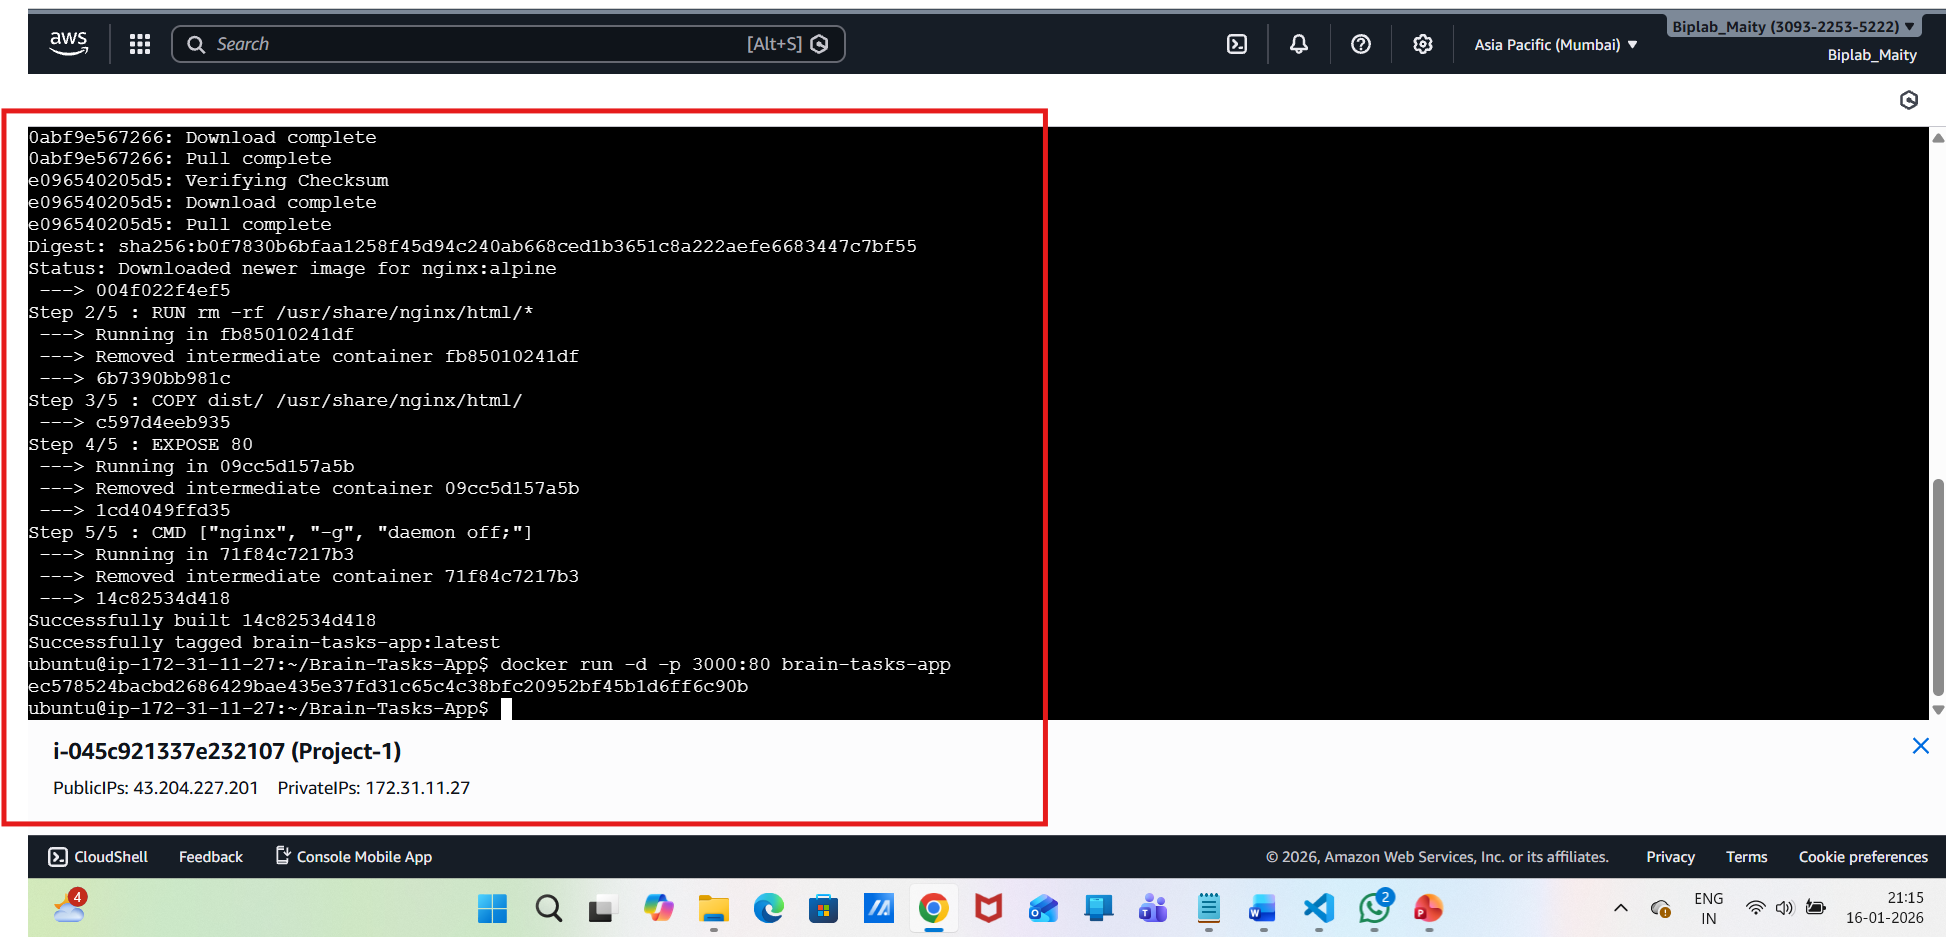 aws
Search
[Alt+S]
Asia Pacific (Mumbai)
Biplab_Maity (3093-2253-5222)
Biplab_Maity
0abf9e567266: Download complete
0abf9e567266: Pull complete
e096540205d5: Verifying Checksum
e096540205d5: Download complete
e096540205d5: Pull complete
Digest: sha256:b0f7830b6bfaa1258f45d94c240ab668ced1b3651c8a222aefe6683447c7bf55
Status: Downloaded newer image for nginx:alpine
---> 004f022f4ef5
Step 2/5 : RUN rm -rf /usr/share/nginx/html/*
---> Running in fb85010241df
---> Removed intermediate container fb85010241df
---> 6b7390bb981c
Step 3/5 : COPY dist/ /usr/share/nginx/html/
---> c597d4eeb935
Step 4/5 : EXPOSE 80
---> Running in 09cc5d157a5b
---> Removed intermediate container 09cc5d157a5b
---> 1cd4049ffd35
Step 5/5 : CMD ["nginx", "-g", "daemon off;"]
---> Running in 71f84c7217b3
---> Removed intermediate container 71f84c7217b3
---> 14c82534d418
Successfully built 14c82534d418
Successfully tagged brain-tasks-app:latest
ubuntu@ip-172-31-11-27:~/Brain-Tasks-App$ docker run -d -p 3000:80 brain-tasks-app
ec578524bacbd2686429bae435e37fd31c65c4c38bfc20952bf45b1d6ff6c90b
ubuntu@ip-172-31-11-27:~/Brain-Tasks-App$
i-045c921337e232107 (Project-1)
PublicIPs: 43.204.227.201 PrivateIPs: 172.31.11.27
CloudShell Feedback Console Mobile App © 2026, Amazon Web Services, Inc. or its affiliates. Privacy Terms Cookie preferences
4
2
ENG
IN
21:15
16-01-2026